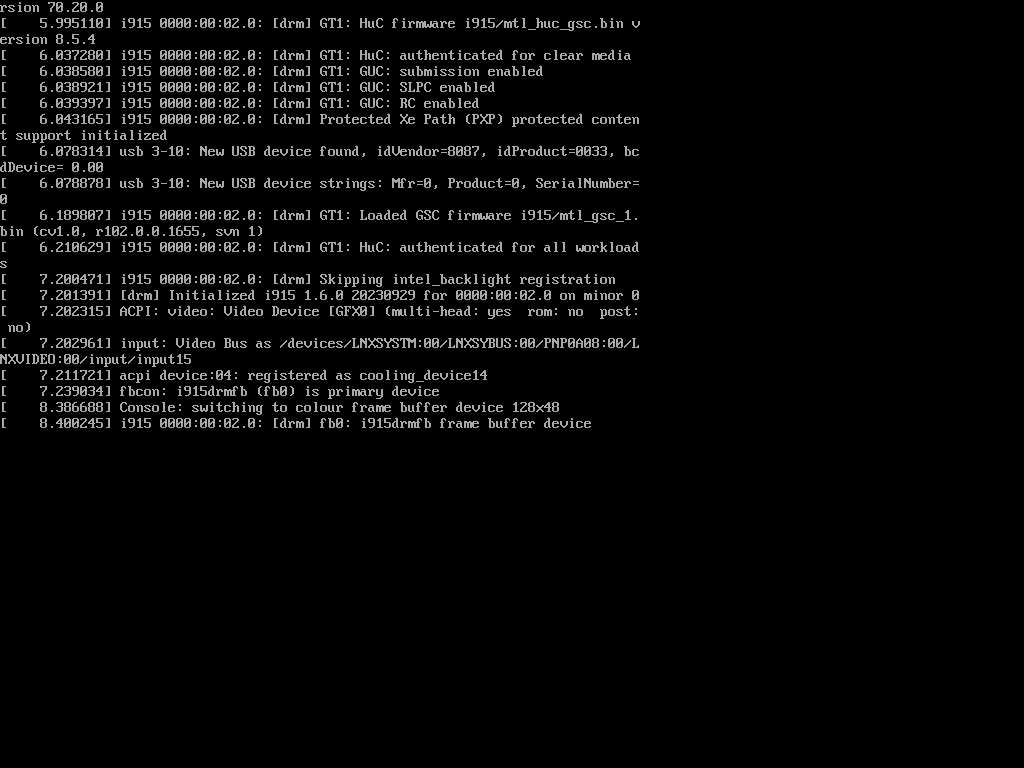 rsion 70.20.0
[    5.995110] i915 0000:00:02.0: [drm] GT1: HuC firmware i915/mtl_huc_gsc.bin v
ersion 8.5.4
[    6.037280] i915 0000:00:02.0: [drm] GT1: HuC: authenticated for clear media
[    6.038580] i915 0000:00:02.0: [drm] GT1: GUC: submission enabled
[    6.038921] i915 0000:00:02.0: [drm] GT1: GUC: SLPC enabled
[    6.039397] i915 0000:00:02.0: [drm] GT1: GUC: RC enabled
[    6.043165] i915 0000:00:02.0: [drm] Protected Xe Path (PXP) protected conten
t support initialized
[    6.078314] usb 3-10: New USB device found, idVendor=8087, idProduct=0033, bc
dDevice= 0.00
[    6.078878] usb 3-10: New USB device strings: Mfr=0, Product=0, SerialNumber=
0
[    6.189807] i915 0000:00:02.0: [drm] GT1: Loaded GSC firmware i915/mtl_gsc_1.
bin (cv1.0, r102.0.0.1655, svn 1)
[    6.210629] i915 0000:00:02.0: [drm] GT1: HuC: authenticated for all workload
s
[    7.200471] i915 0000:00:02.0: [drm] Skipping intel_backlight registration
[    7.201391] [drm] Initialized i915 1.6.0 20230929 for 0000:00:02.0 on minor 0
[    7.202315] ACPI: video: Video Device [GFX0] (multi-head: yes  rom: no  post:
 no)
[    7.202961] input: Video Bus as /devices/LNXSYSTM:00/LNXSYBUS:00/PNP0A08:00/L
NXVIDEO:00/input/input15
[    7.211721] acpi device:04: registered as cooling_device14
[    7.239034] fbcon: i915drmfb (fb0) is primary device
[    8.386688] Console: switching to colour frame buffer device 128x48
[    8.400245] i915 0000:00:02.0: [drm] fb0: i915drmfb frame buffer device